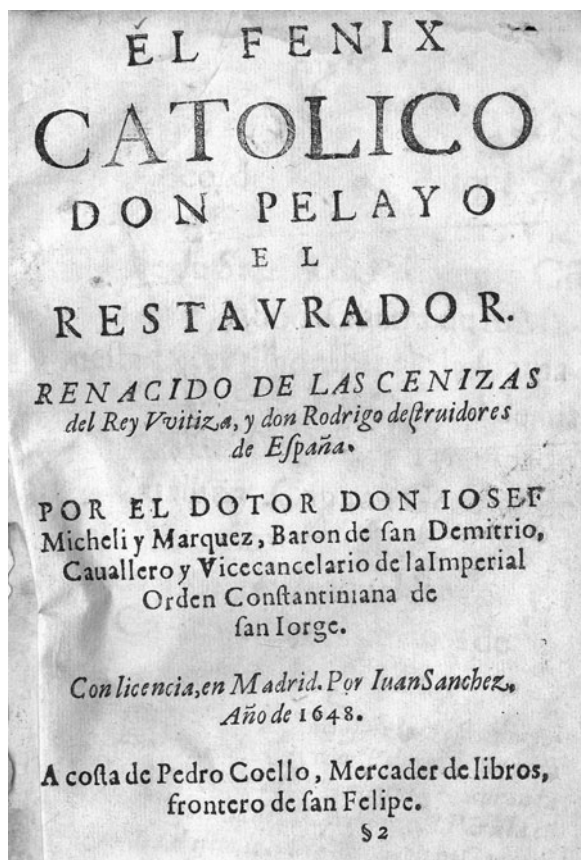 EL FENIX
CATOLICO
DON PELAYO
EL
RESTAVRADOR.
RENACIDO DE LAS CENIZAS
del Rey Vvitiza, y don Rodrigo deſtruidores
de Eſpaña.
POR EL DOTOR DON IOSEF
Micheli y Marquez, Baron de ſan Demitrio,
Cauallero y Vicecancelario de la Imperial
Orden Conſtantiniana de
ſan Iorge.
Con licencia, en Madrid. Por Iuan Sanchez,
Año de 1648.
A coſta de Pedro Coello, Mercader de libros,
frontero de ſan Felipe.
§ 2